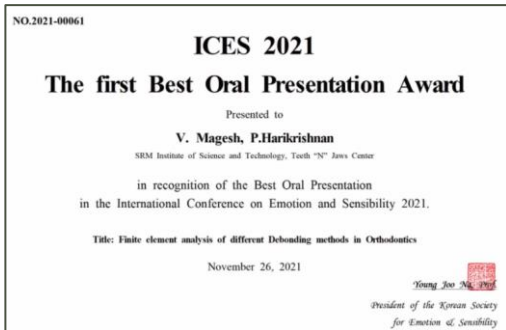 NO.2021-00061
ICES 2021
The first Best Oral Presentation Award
Presented to
V. Magesh, P.Harikrishnan
SRM Institute of Science and Technology, Teeth “N” Jaws Center
in recognition of the Best Oral Presentation
in the International Conference on Emotion and Sensibility 2021.
Title: Finite element analysis of different Debonding methods in Orthodontics
November 26, 2021
Young Joo Na, Prof.
President of the Korean Society
for Emotion & Sensibility